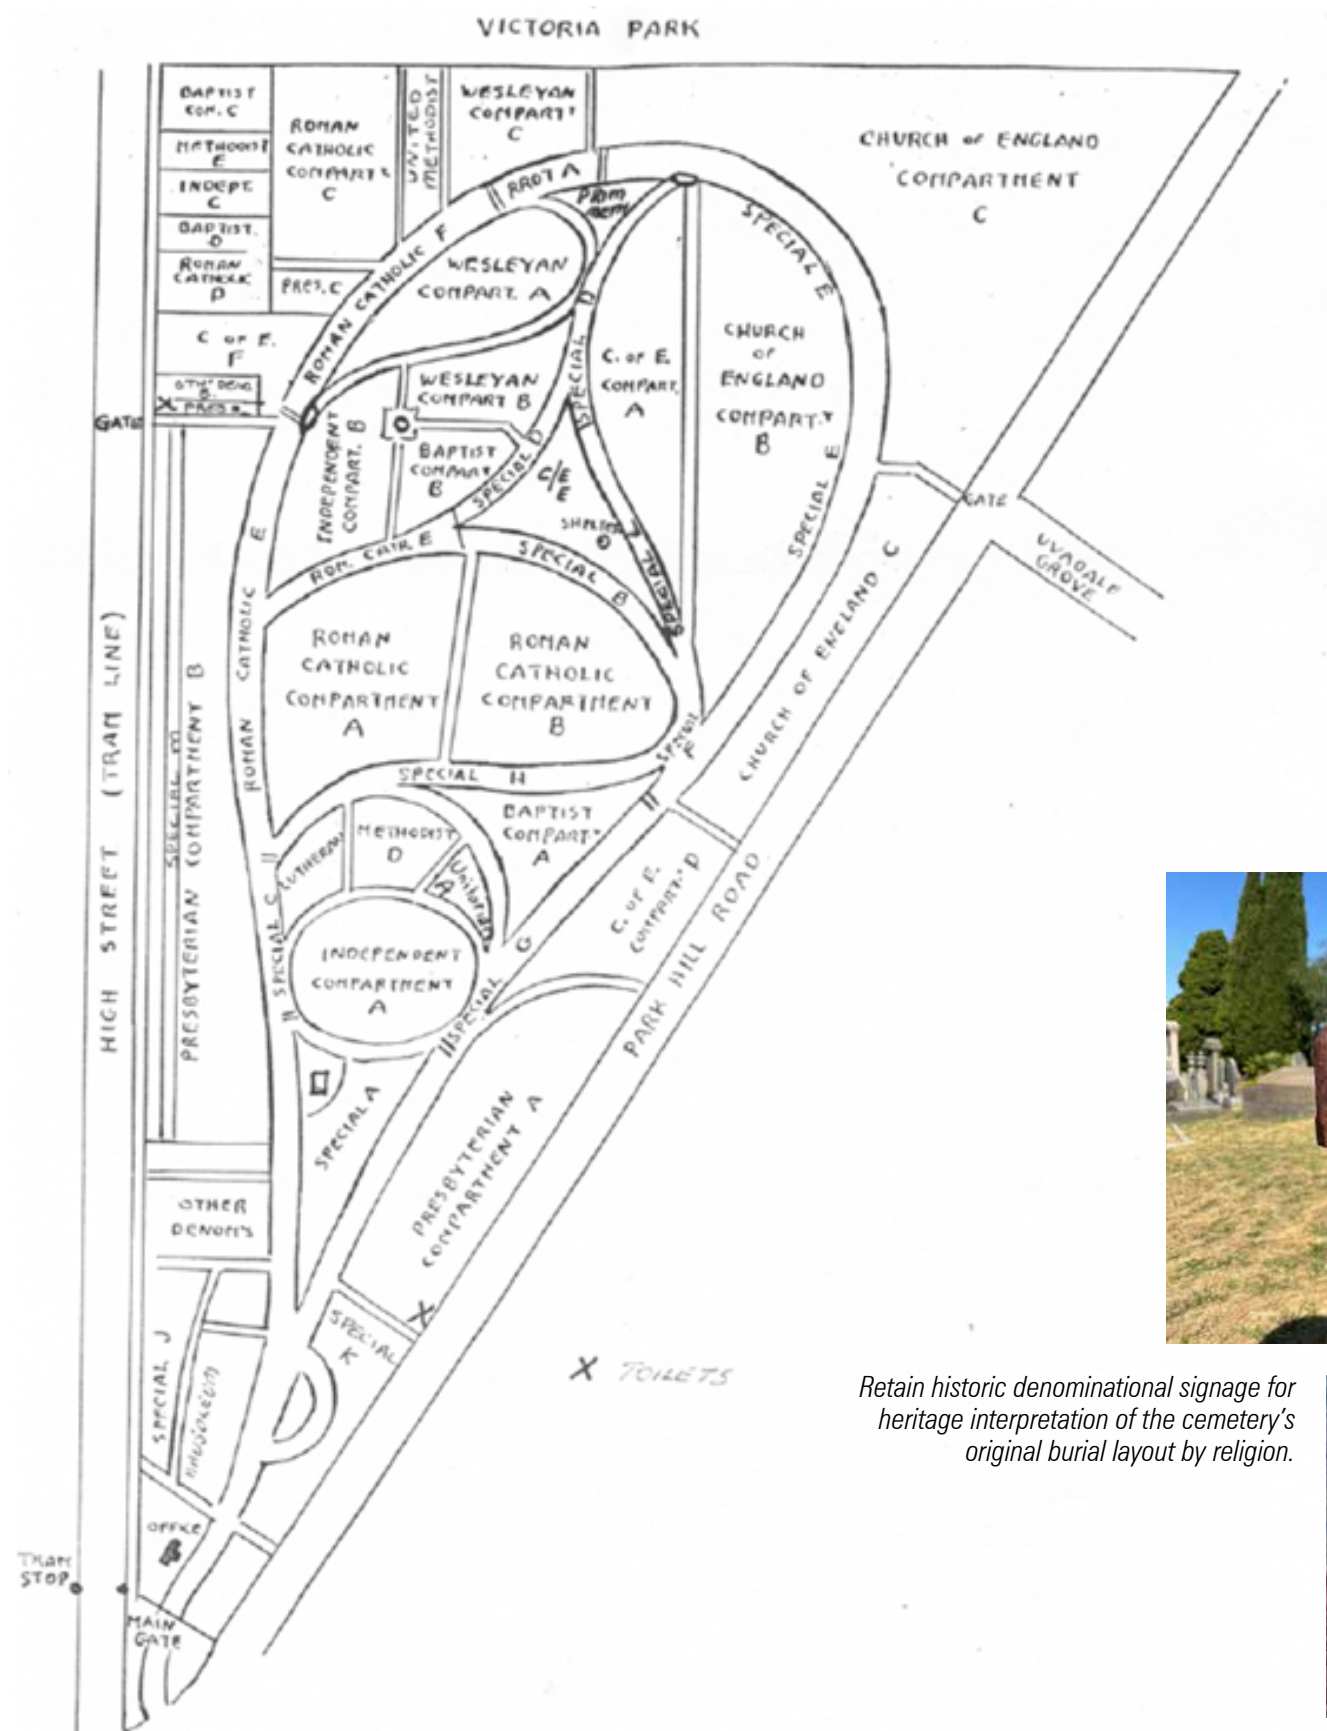 VICTORIA PARK
BAPTIST
COM. C
METHODIST
E
INDEPT.
C
BAPTIST.
D
ROMAN
CATHOLIC
D
ROMAN
CATHOLIC
COMPART.T
C
UNITED
METHODIST
WESLEYAN
COMPART.T
C
CHURCH OF ENGLAND
COMPARTMENT
C
PRES. C
C OF E.
F
OTH. DENO.
B.
X PRES
GATE
ROMAN CATHOLIC F
WESLEYAN
COMPART. A
SPECIAL D
C. OF E.
COMPART.
A
CHURCH
OF
ENGLAND
COMPART.T
B
SPECIAL E
SPECIAL E
WESLEYAN
COMPART B
INDEPENDENT
COMPART. B
BAPTIST
COMPART
B
SPECIAL D
C/E
E
SHELTER
SPECIAL L
GATE
UVADALE
GROVE
ROM. CATH. E
SPECIAL B
ROMAN CATHOLIC E
ROMAN
CATHOLIC
COMPARTMENT
A
ROMAN
CATHOLIC
COMPARTMENT
B
SPECIAL
F
CHURCH OF ENGLAND C
HIGH STREET (TRAM LINE)
SPECIAL M
PRESBYTERIAN COMPARTMENT B
SPECIAL H
LUTHERAN
METHODIST
D
BAPTIST
COMPART.T
A
SPECIAL C
INDEPENDENT
COMPARTMENT
A
SPECIAL G
C. OF E.
COMPART.T D
PARK HILL ROAD
SPECIAL A
PRESBYTERIAN
COMPARTMENT A
OTHER
DENOM'S
X
SPECIAL
K
SPECIAL J
MAUSOLEUM
X TOILETS
Retain historic denominational signage for
heritage interpretation of the cemetery's
original burial layout by religion.
OFFICE
TRAM
STOP
MAIN
GATE